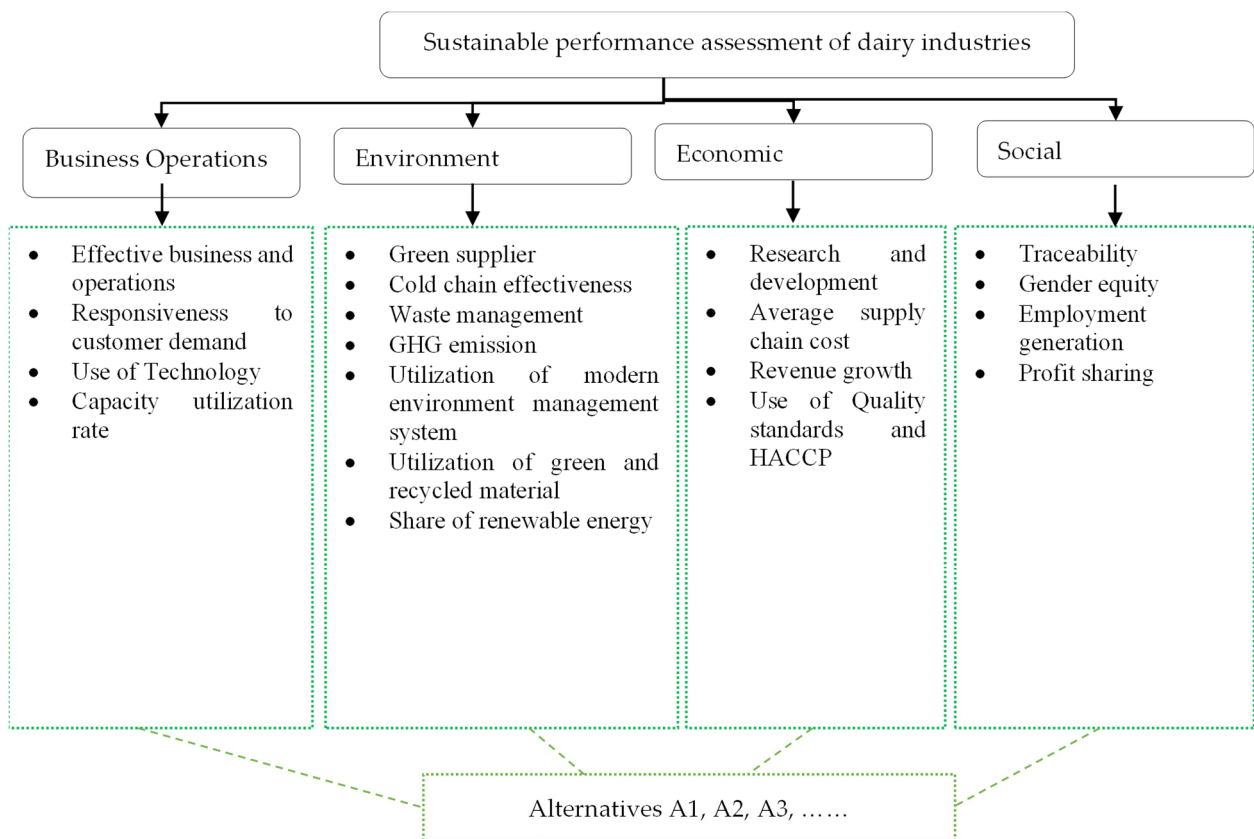 Sustainable performance assessment of dairy industries
Business Operations
Environment
Economic
Social
• Effective business and
operations
• Responsiveness to
customer demand
• Use of Technology
• Capacity utilization
rate
• Green supplier
• Cold chain effectiveness
• Waste management
• GHG emission
• Utilization of modern
environment management
system
• Utilization of green and
recycled material
• Share of renewable energy
• Research and
development
• Average supply
chain cost
• Revenue growth
• Use of Quality
standards and
HACCP
• Traceability
• Gender equity
• Employment
generation
• Profit sharing
Alternatives A1, A2, A3, ……